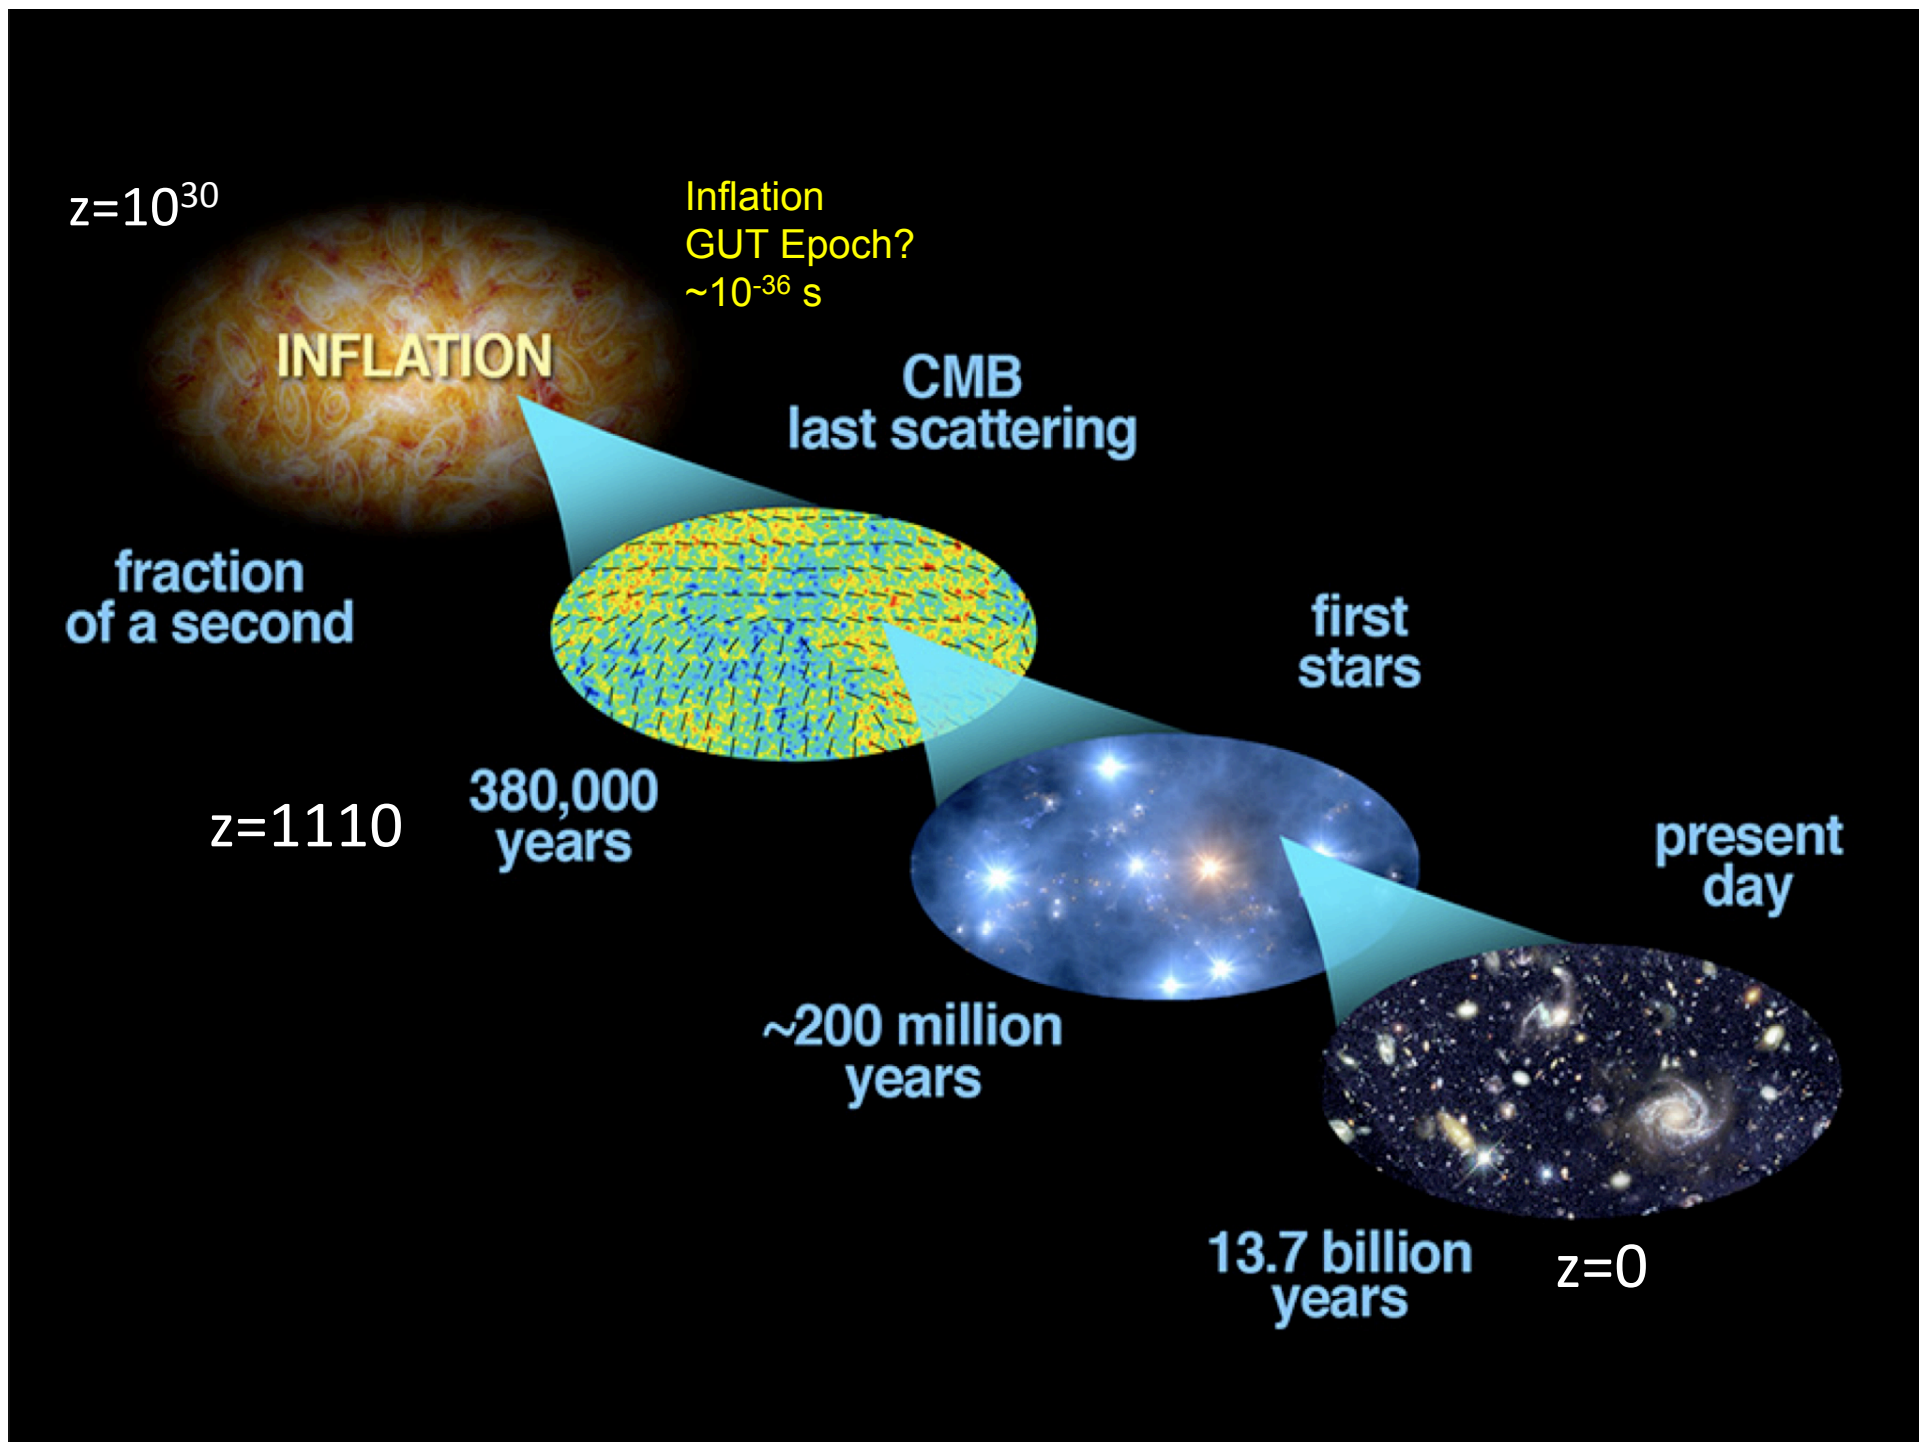 z=10³⁰
Inflation
GUT Epoch?
~10⁻³⁶ s
INFLATION
CMB
last scattering
fraction
of a second
first
stars
380,000
years
z=1110
present
day
~200 million
years
13.7 billion
years
z=0